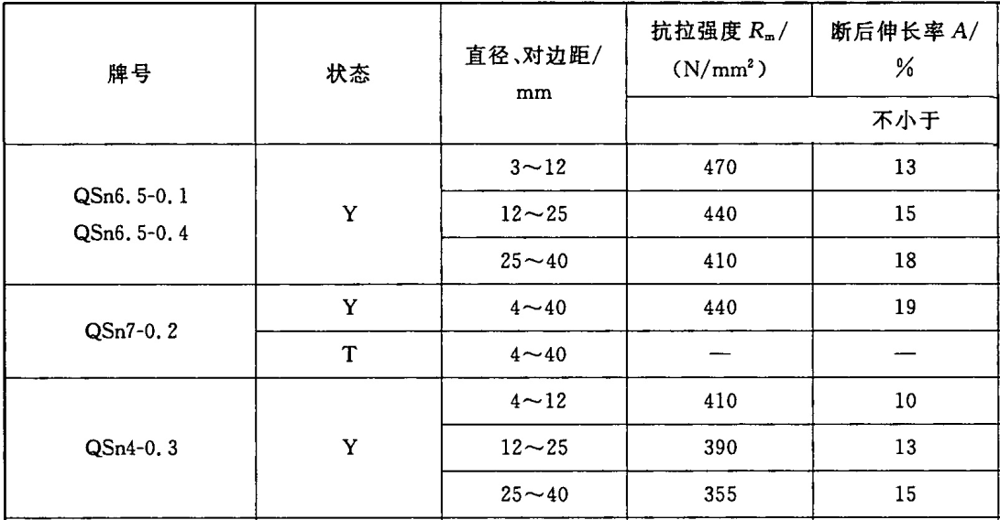 牌号 状态 直径、对边距/ mm 抗拉强度 Rm/ (N/mm²) 断后伸长率 A/ %
不小于
QSn6.5-0.1 QSn6.5-0.4 Y 3~12 470 13
12~25 440 15
25~40 410 18
QSn7-0.2 Y 4~40 440 19
T 4~40 — —
QSn4-0.3 Y 4~12 410 10
12~25 390 13
25~40 355 15